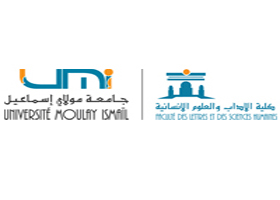 umi
جامعة مولاي إسماعيل
UNIVERSITÉ MOULAY ISMAÏL
كلية الآداب والعلوم الإنسانية
FACULTÉ DES LETTRES ET DES SCIENCES HUMAINES